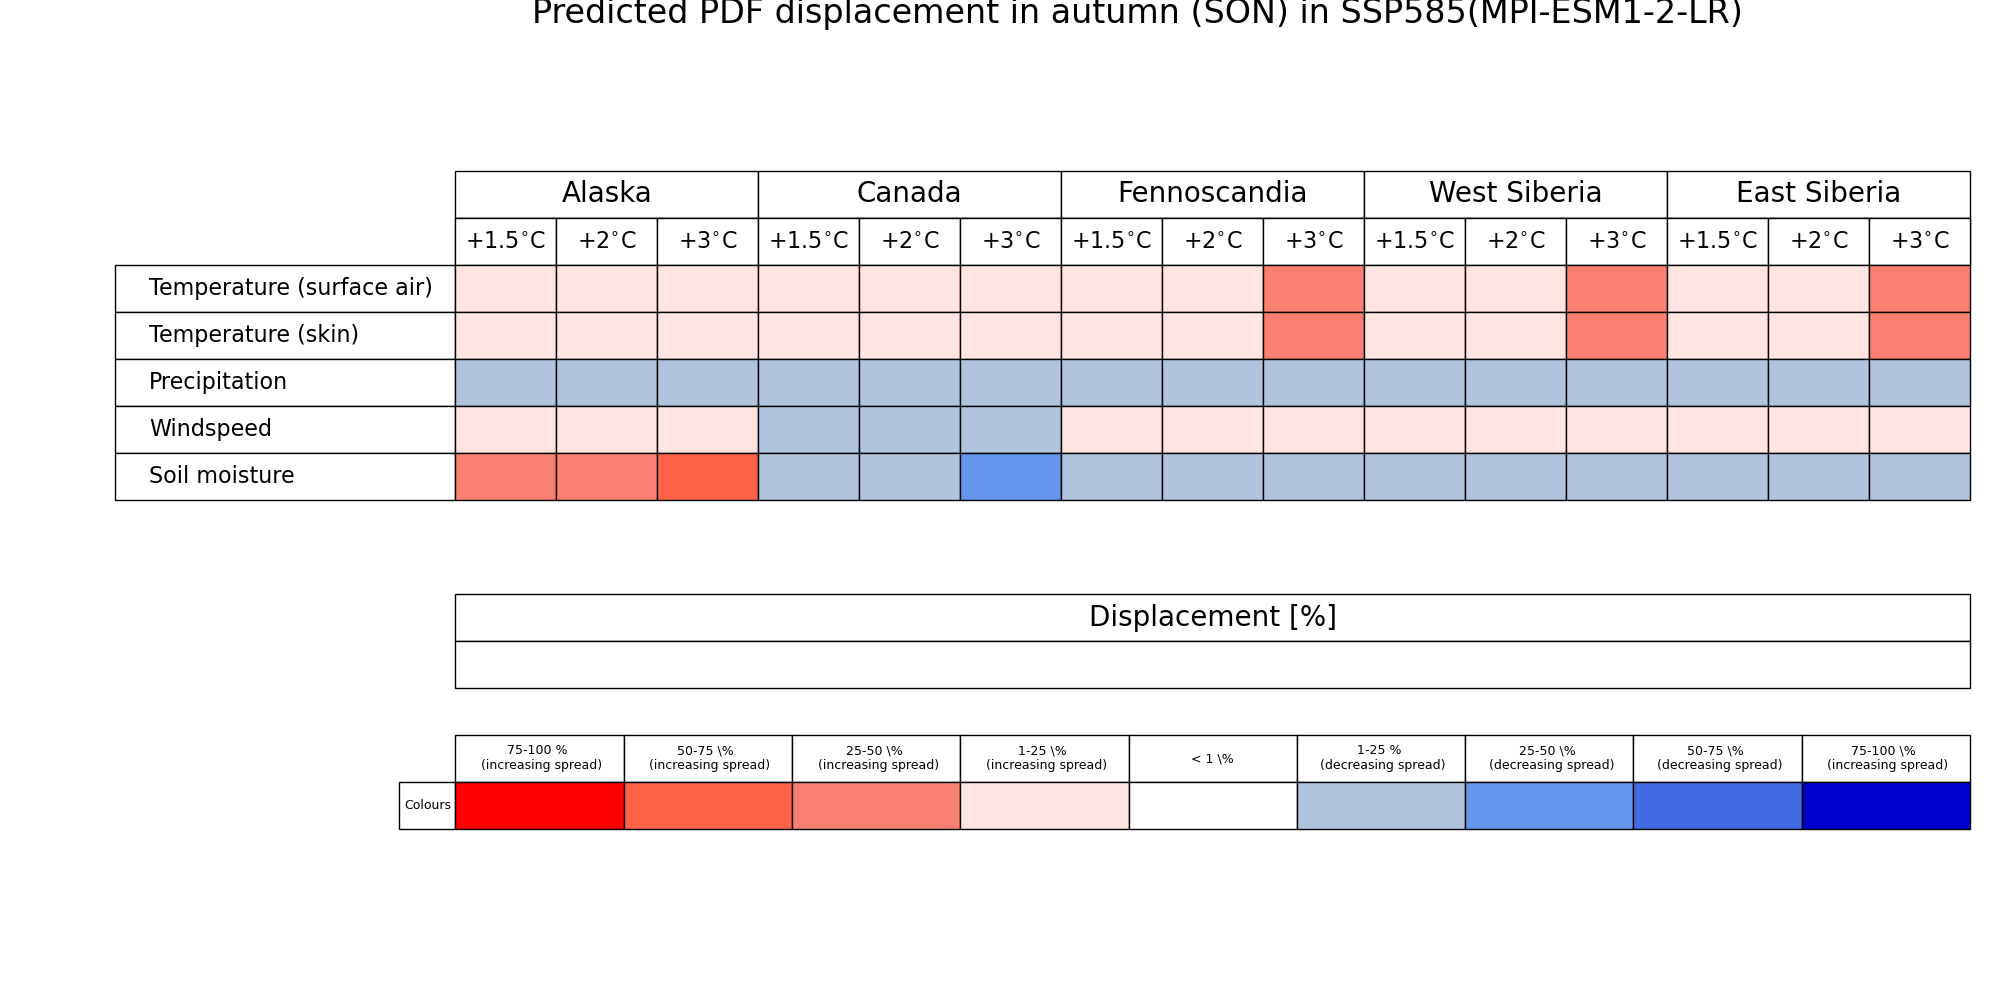 Predicted PDF displacement in autumn (SON) in SSP585(MPI-ESM1-2-LR)
Alaska Canada Fennoscandia West Siberia East Siberia
+1.5°C +2°C +3°C +1.5°C +2°C +3°C +1.5°C +2°C +3°C +1.5°C +2°C +3°C +1.5°C +2°C +3°C
Temperature (surface air)
Temperature (skin)
Precipitation
Windspeed
Soil moisture
Displacement [%]
75-100 % 50-75 \% 25-50 \% 1-25 \% < 1 \% 1-25 % 25-50 \% 50-75 \% 75-100 \%
(increasing spread) (increasing spread) (increasing spread) (increasing spread) (decreasing spread) (decreasing spread) (decreasing spread) (increasing spread)
Colours